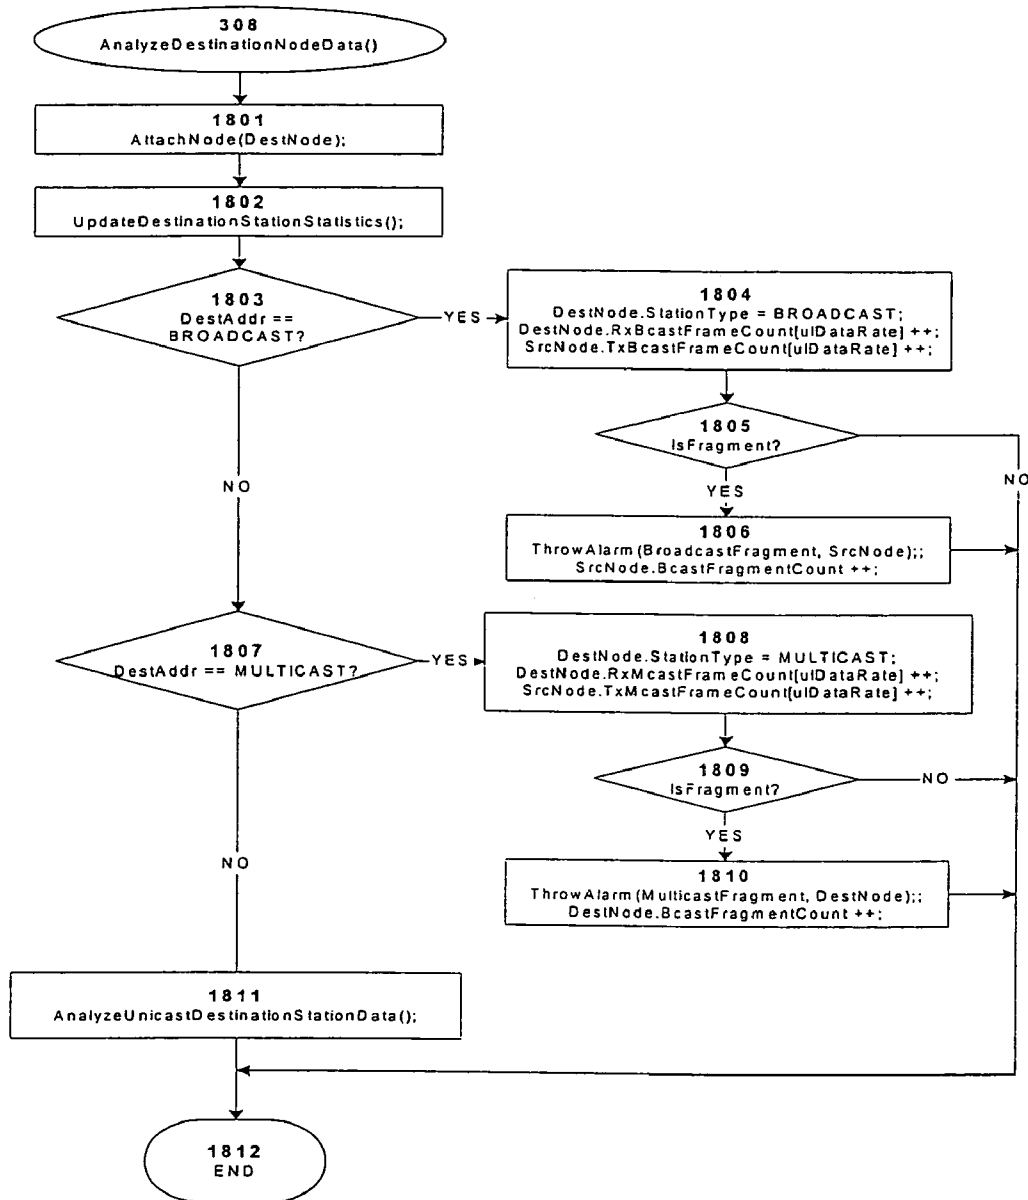 308
AnalyzeDestinationNodeData()
1801
AttachNode(DestNode);
1802
UpdateDestinationStationStatistics();
1803
DestAddr ==
BROADCAST?
YES
1804
DestNode.StationType = BROADCAST;
DestNode.RxBcastFrameCount[ulDataRate] ++;
SrcNode.TxBcastFrameCount[ulDataRate] ++;
1805
IsFragment?
NO
YES
NO
1806
ThrowAlarm(BroadcastFragment, SrcNode);;
SrcNode.BcastFragmentCount ++;
1807
DestAddr == MULTICAST?
YES
1808
DestNode.StationType = MULTICAST;
DestNode.RxMcastFrameCount[ulDataRate] ++;
SrcNode.TxMcastFrameCount[ulDataRate] ++;
1809
IsFragment?
NO
YES
NO
1810
ThrowAlarm(MulticastFragment, DestNode);;
DestNode.BcastFragmentCount ++;
1811
AnalyzeUnicastDestinationStationData();
1812
END